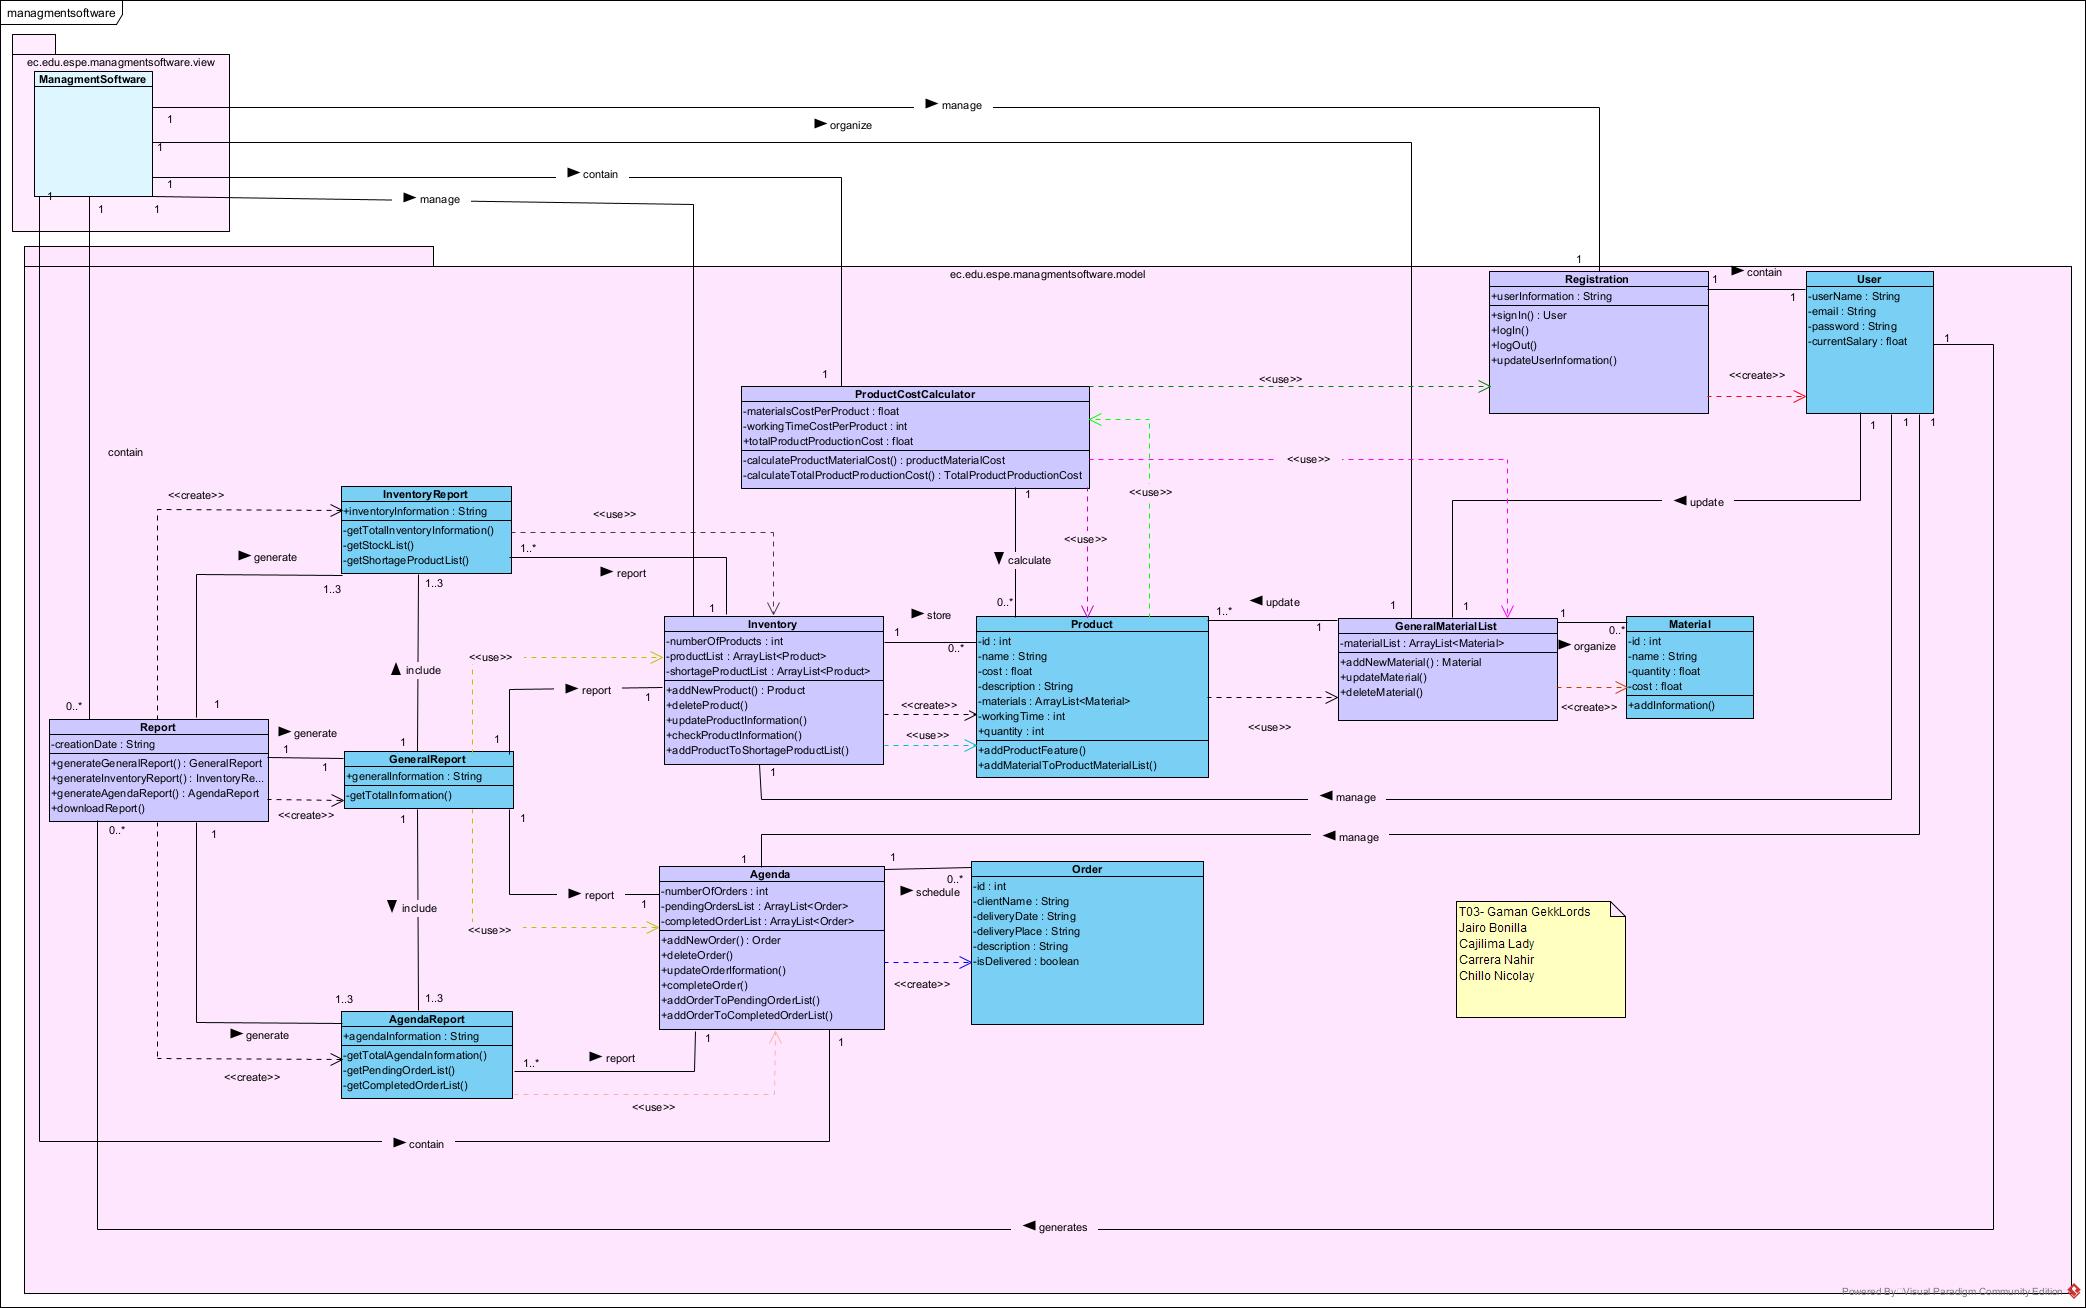 managmentsoftware
ec.edu.espe.managmentsoftware.view
ManagmentSoftware
1
manage
1
organize
1
contain
1
manage
1
1
1
ec.edu.espe.managmentsoftware.model
1
Registration
+userInformation : String
+signIn() : User
+logIn()
+logOut()
+updateUserInformation()
1
contain
1
<<create>>
User
-userName : String
-email : String
-password : String
-currentSalary : float
1
1
1
1
1
ProductCostCalculator
-materialsCostPerProduct : float
-workingTimeCostPerProduct : int
+totalProductProductionCost : float
-calculateProductMaterialCost() : productMaterialCost
-calculateTotalProductProductionCost() : TotalProductProductionCost
<<use>>
<<use>>
<<use>>
<<use>>
1
calculate
0..*
update
contain
<<create>>
generate
1..3
InventoryReport
+inventoryInformation : String
-getTotalInventoryInformation()
-getStockList()
-getShortageProductList()
<<use>>
1..*
report
1
1..3
include
1
<<use>>
Inventory
-numberOfProducts : int
-productList : ArrayList<Product>
-shortageProductList : ArrayList<Product>
+addNewProduct() : Product
+deleteProduct()
+updateProductInformation()
+checkProductInformation()
+addProductToShortageProductList()
store
1
0..*
<<create>>
<<use>>
1
Product
-id : int
-name : String
-cost : float
-description : String
-materials : ArrayList<Material>
-workingTime : int
-quantity : int
+addProductFeature()
+addMaterialToProductMaterialList()
1..*
update
1
<<use>>
1
1
GeneralMaterialList
-materialList : ArrayList<Material>
+addNewMaterial() : Material
+updateMaterial()
+deleteMaterial()
1
0..*
organize
<<create>>
Material
-id : int
-name : String
-quantity : float
-cost : float
+addInformation()
0..*
1
Report
-creationDate : String
+generateGeneralReport() : GeneralReport
+generateInventoryReport() : InventoryRe...
+generateAgendaReport() : AgendaReport
+downloadReport()
0..*
1
generate
1
1
<<create>>
GeneralReport
+generalInformation : String
-getTotalInformation()
1
report
1
1
1
include
1..3
1..3
report
1
<<use>>
manage
manage
1
Agenda
-numberOfOrders : int
-pendingOrdersList : ArrayList<Order>
-completedOrderList : ArrayList<Order>
+addNewOrder() : Order
+deleteOrder()
+updateOrderIformation()
+completeOrder()
+addOrderToPendingOrderList()
+addOrderToCompletedOrderList()
1
0..*
schedule
<<create>>
Order
-id : int
-clientName : String
-deliveryDate : String
-deliveryPlace : String
-description : String
-isDelivered : boolean
T03- Gaman GekkLords
Jairo Bonilla
Cajilima Lady
Carrera Nahir
Chillo Nicolay
AgendaReport
+agendaInformation : String
-getTotalAgendaInformation()
-getPendingOrderList()
-getCompletedOrderList()
generate
<<create>>
1..*
report
1
1
<<use>>
contain
generates
Powered By  Visual Paradigm Community Edition